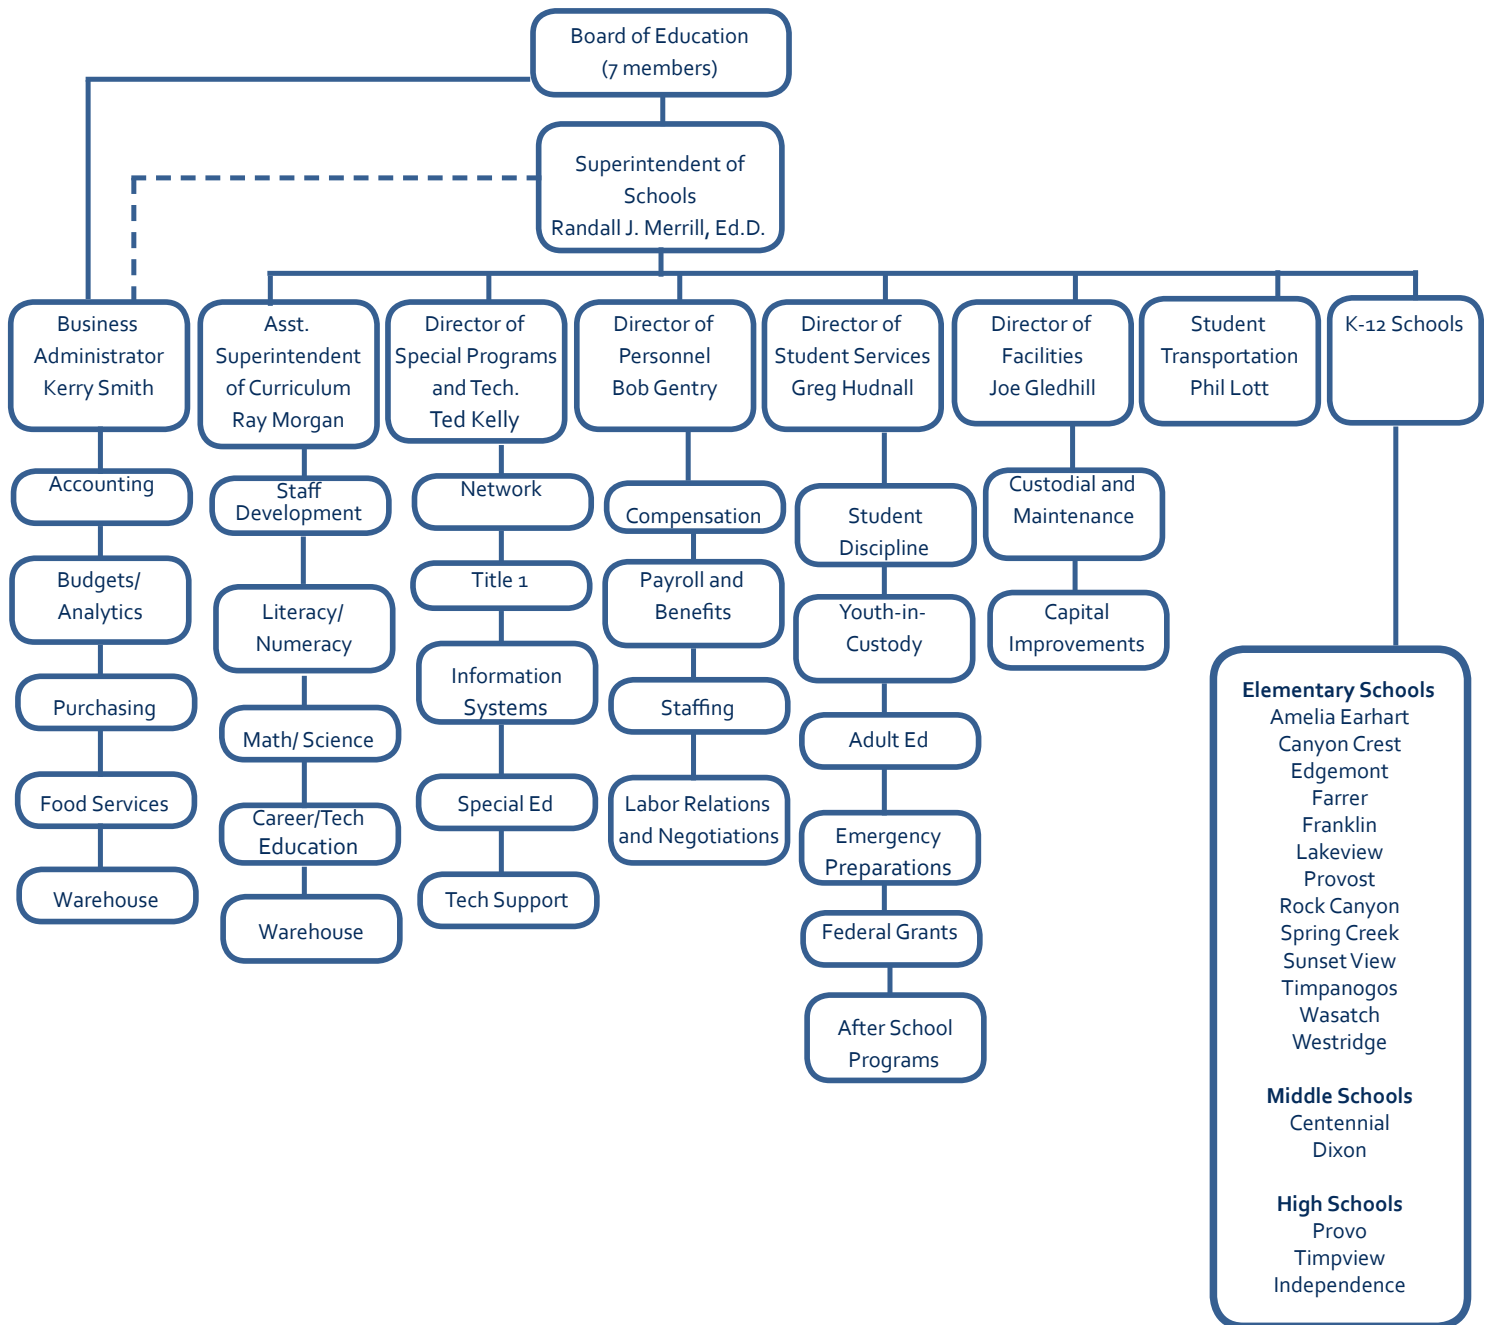 Board of Education
(7 members)
Superintendent of
Schools
Randall J. Merrill, Ed.D.
Business
Administrator
Kerry Smith
Asst.
Superintendent
of Curriculum
Ray Morgan
Director of
Special Programs
and Tech.
Ted Kelly
Director of
Personnel
Bob Gentry
Director of
Student Services
Greg Hudnall
Director of
Facilities
Joe Gledhill
Student
Transportation
Phil Lott
K-12 Schools
Accounting
Budgets/
Analytics
Purchasing
Food Services
Warehouse
Staff
Development
Literacy/
Numeracy
Math/ Science
Career/Tech
Education
Warehouse
Network
Title 1
Information
Systems
Special Ed
Tech Support
Compensation
Payroll and
Benefits
Staffing
Labor Relations
and Negotiations
Student
Discipline
Youth-in-
Custody
Adult Ed
Emergency
Preparations
Federal Grants
After School
Programs
Custodial and
Maintenance
Capital
Improvements
Elementary Schools
Amelia Earhart
Canyon Crest
Edgemont
Farrer
Franklin
Lakeview
Provost
Rock Canyon
Spring Creek
Sunset View
Timpanogos
Wasatch
Westridge
Middle Schools
Centennial
Dixon
High Schools
Provo
Timpview
Independence